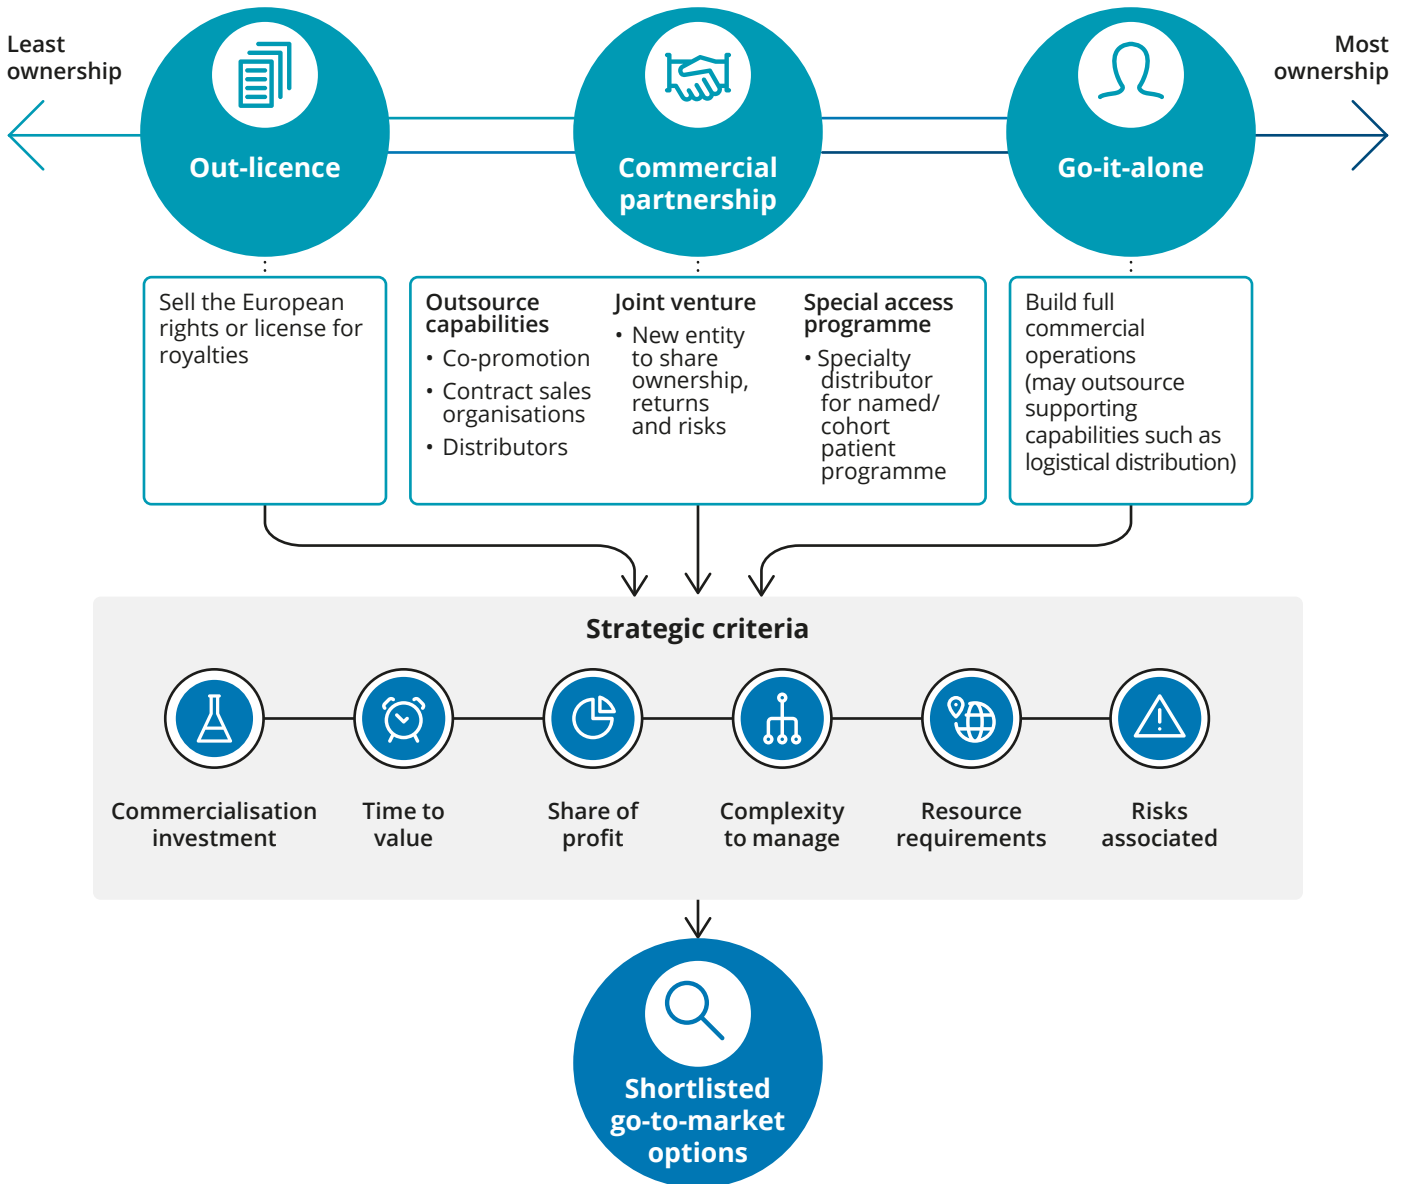 Least
ownership
Most
ownership
Out-licence
Commercial
partnership
Go-it-alone
Sell the European
rights or license for
royalties
Outsource
capabilities
• Co-promotion
• Contract sales
organisations
• Distributors
Joint venture
• New entity
to share
ownership,
returns
and risks
Special access
programme
• Specialty
distributor
for named/
cohort
patient
programme
Build full
commercial
operations
(may outsource
supporting
capabilities such as
logistical distribution)
Strategic criteria
Commercialisation
investment
Time to
value
Share of
profit
Complexity
to manage
Resource
requirements
Risks
associated
Shortlisted
go-to-market
options